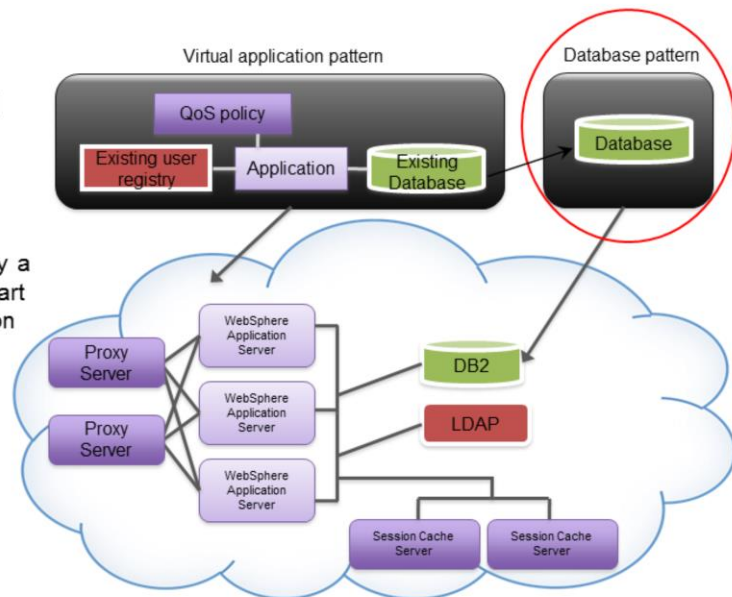 Virtual application pattern
Database pattern
QoS policy
Existing user
registry
Application
Existing
Database
Database
y a
art
on
WebSphere
Application
Server
Proxy
Server
WebSphere
Application
Server
Proxy
Server
WebSphere
Application
Server
DB2
LDAP
Session Cache
Server
Session Cache
Server